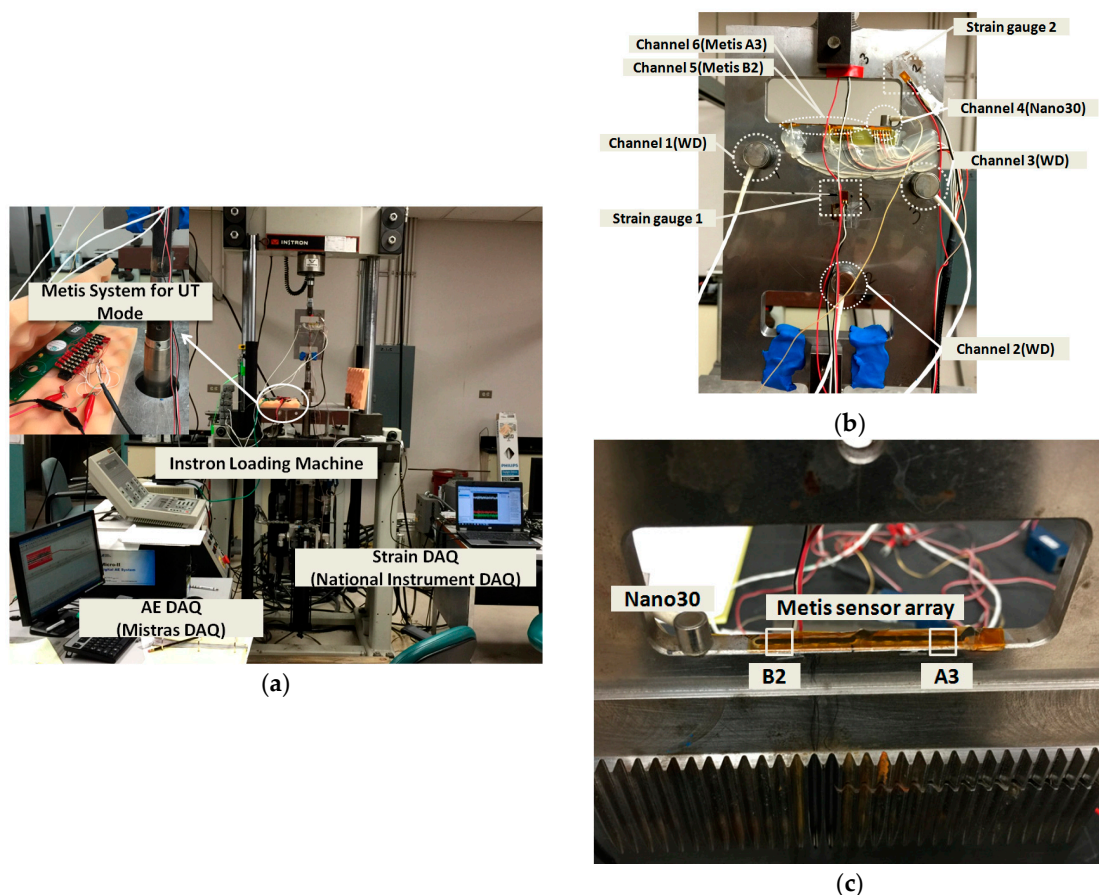 Metis System for UT
Mode
INSTRON
Instron Loading Machine
Strain DAQ
(National Instrument DAQ)
AE DAQ
(Mistras DAQ)
PHILIPS
(a)
Strain gauge 2
Channel 6(Metis A3)
Channel 5(Metis B2)
Channel 4(Nano30)
Channel 1(WD)
Channel 3(WD)
Strain gauge 1
Channel 2(WD)
(b)
Nano30
Metis sensor array
B2
A3
(c)